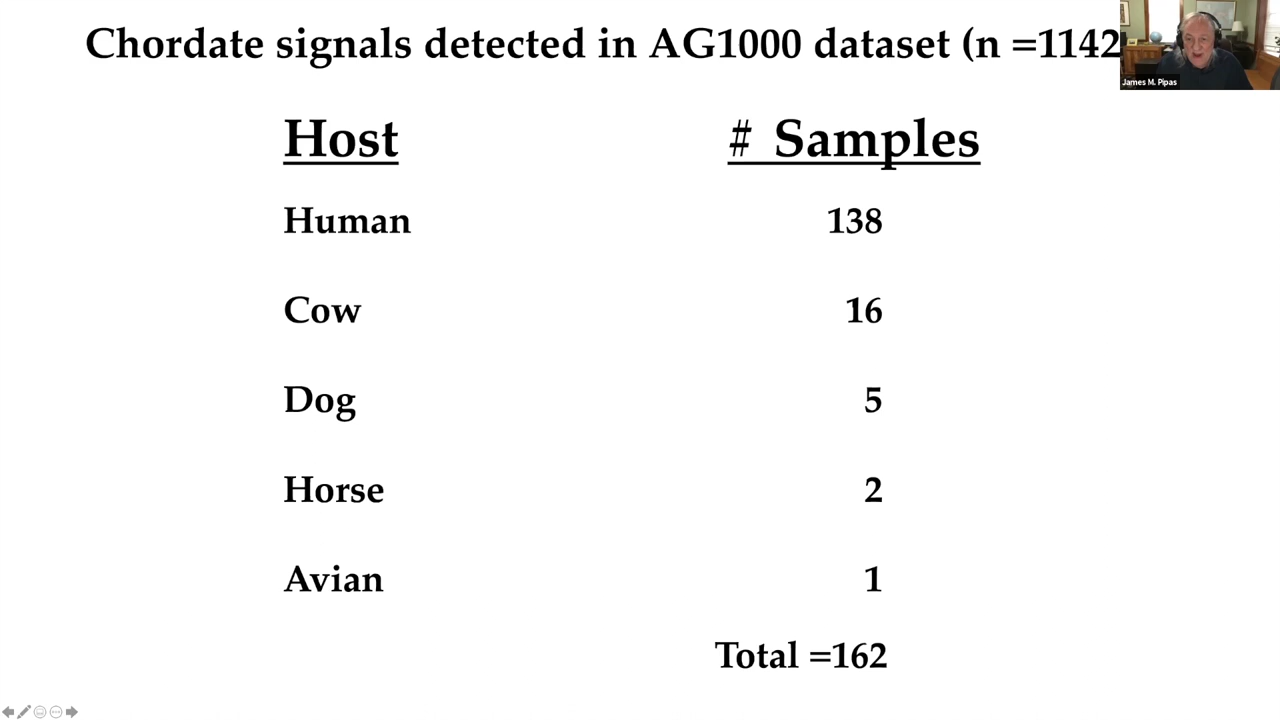 Chordate signals detected in AG1000 dataset (n =1142
James M. Pipas
Host # Samples
Human 138
Cow 16
Dog 5
Horse 2
Avian 1
Total =162